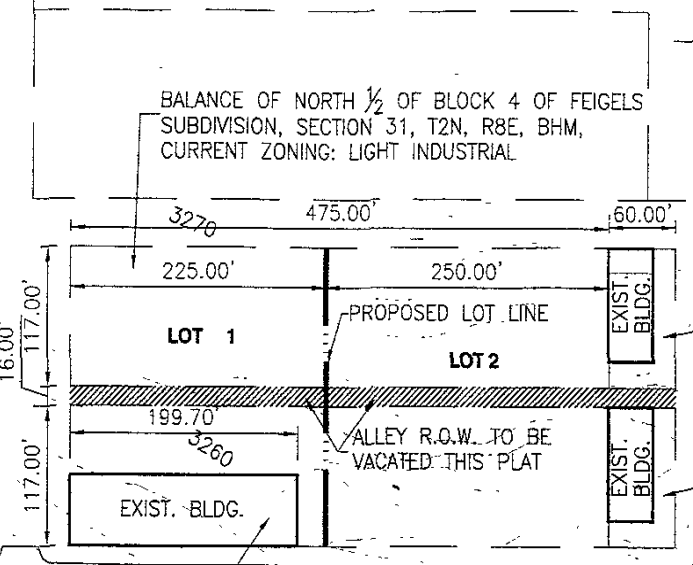 BALANCE OF NORTH ½ OF BLOCK 4 OF FEIGELS
SUBDIVISION, SECTION 31, T2N, R8E, BHM,
CURRENT ZONING: LIGHT INDUSTRIAL
475.00'
60.00'
3270
225.00'
250.00'
EXIST.
BLDG.
117.00'
PROPOSED LOT LINE
LOT 1
LOT 2
16.00'
199.70'
3260
ALLEY R.O.W. TO BE
VACATED THIS PLAT
117.00'
EXIST. BLDG.
EXIST.
BLDG.